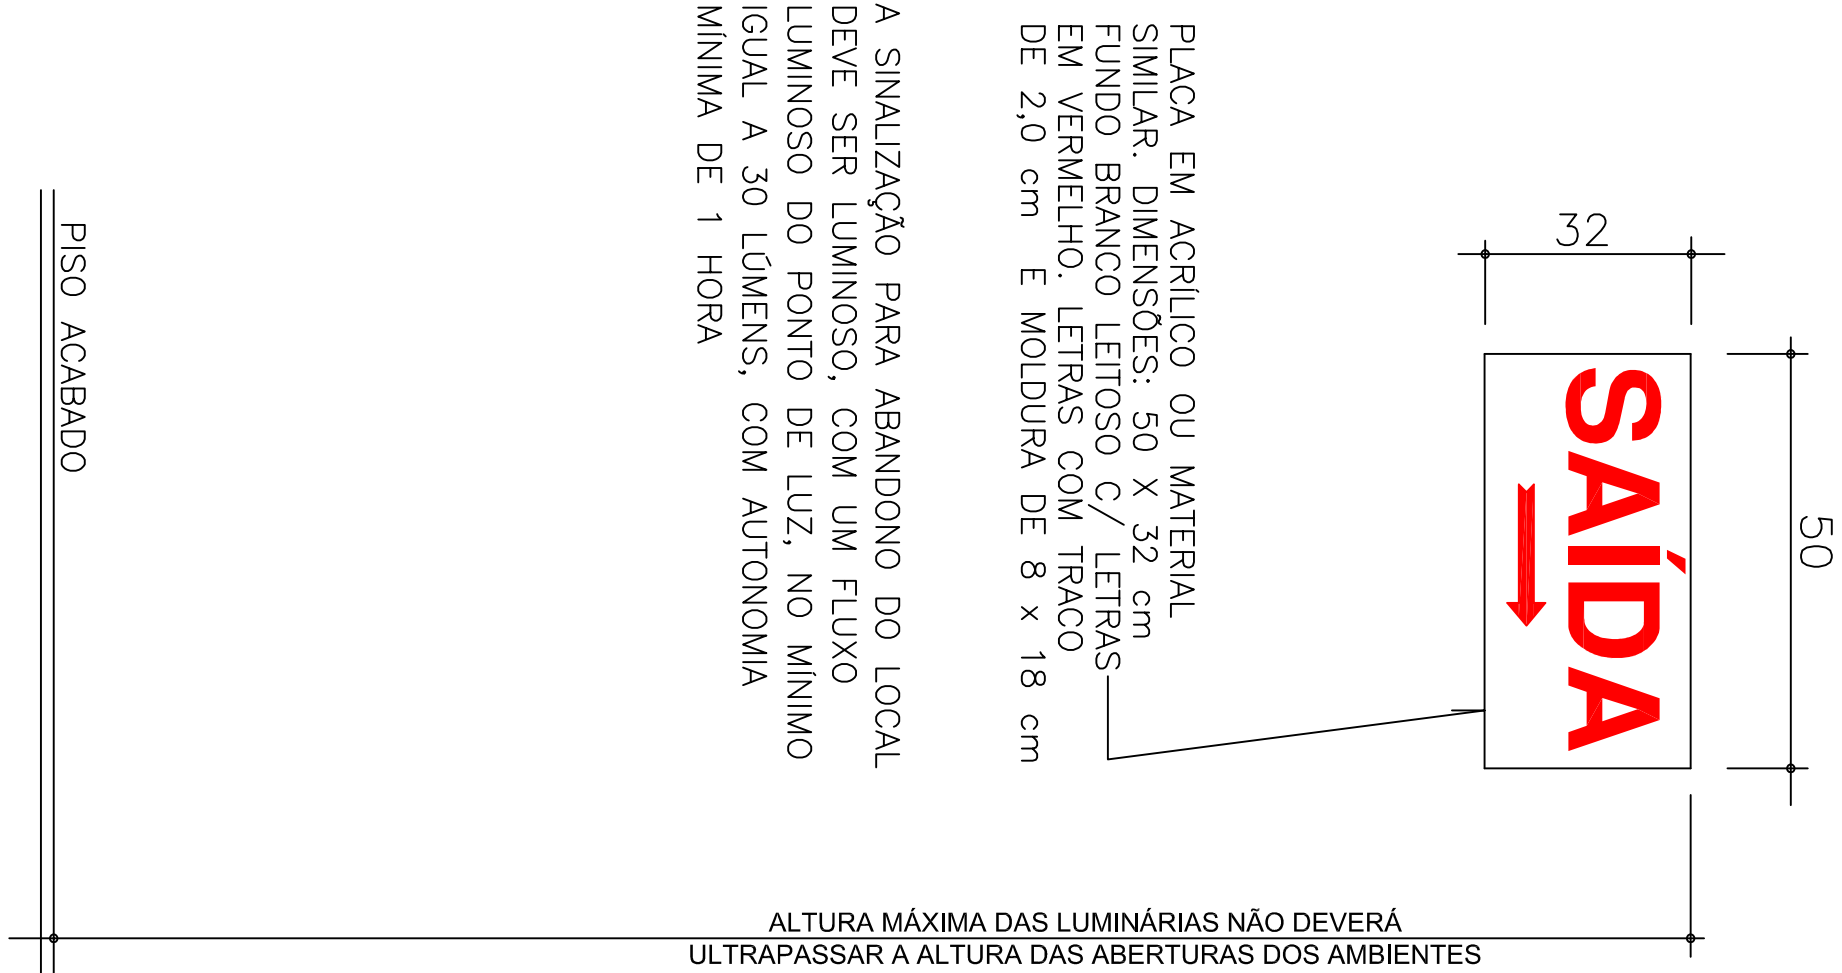 50
32
SAÍDA
PLACA EM ACRÍLICO OU MATERIAL
SIMILAR. DIMENSÕES: 50 X 32 cm
FUNDO BRANCO LEITOSO C/ LETRAS
EM VERMELHO. LETRAS COM TRACO
DE 2,0 cm E MOLDURA DE 8 x 18 cm
A SINALIZAÇÃO PARA ABANDONO DO LOCAL
DEVE SER LUMINOSO, COM UM FLUXO
LUMINOSO DO PONTO DE LUZ, NO MÍNIMO
IGUAL A 30 LÚMENS, COM AUTONOMIA
MÍNIMA DE 1 HORA
PISO ACABADO
ALTURA MÁXIMA DAS LUMINÁRIAS NÃO DEVERÁ
ULTRAPASSAR A ALTURA DAS ABERTURAS DOS AMBIENTES